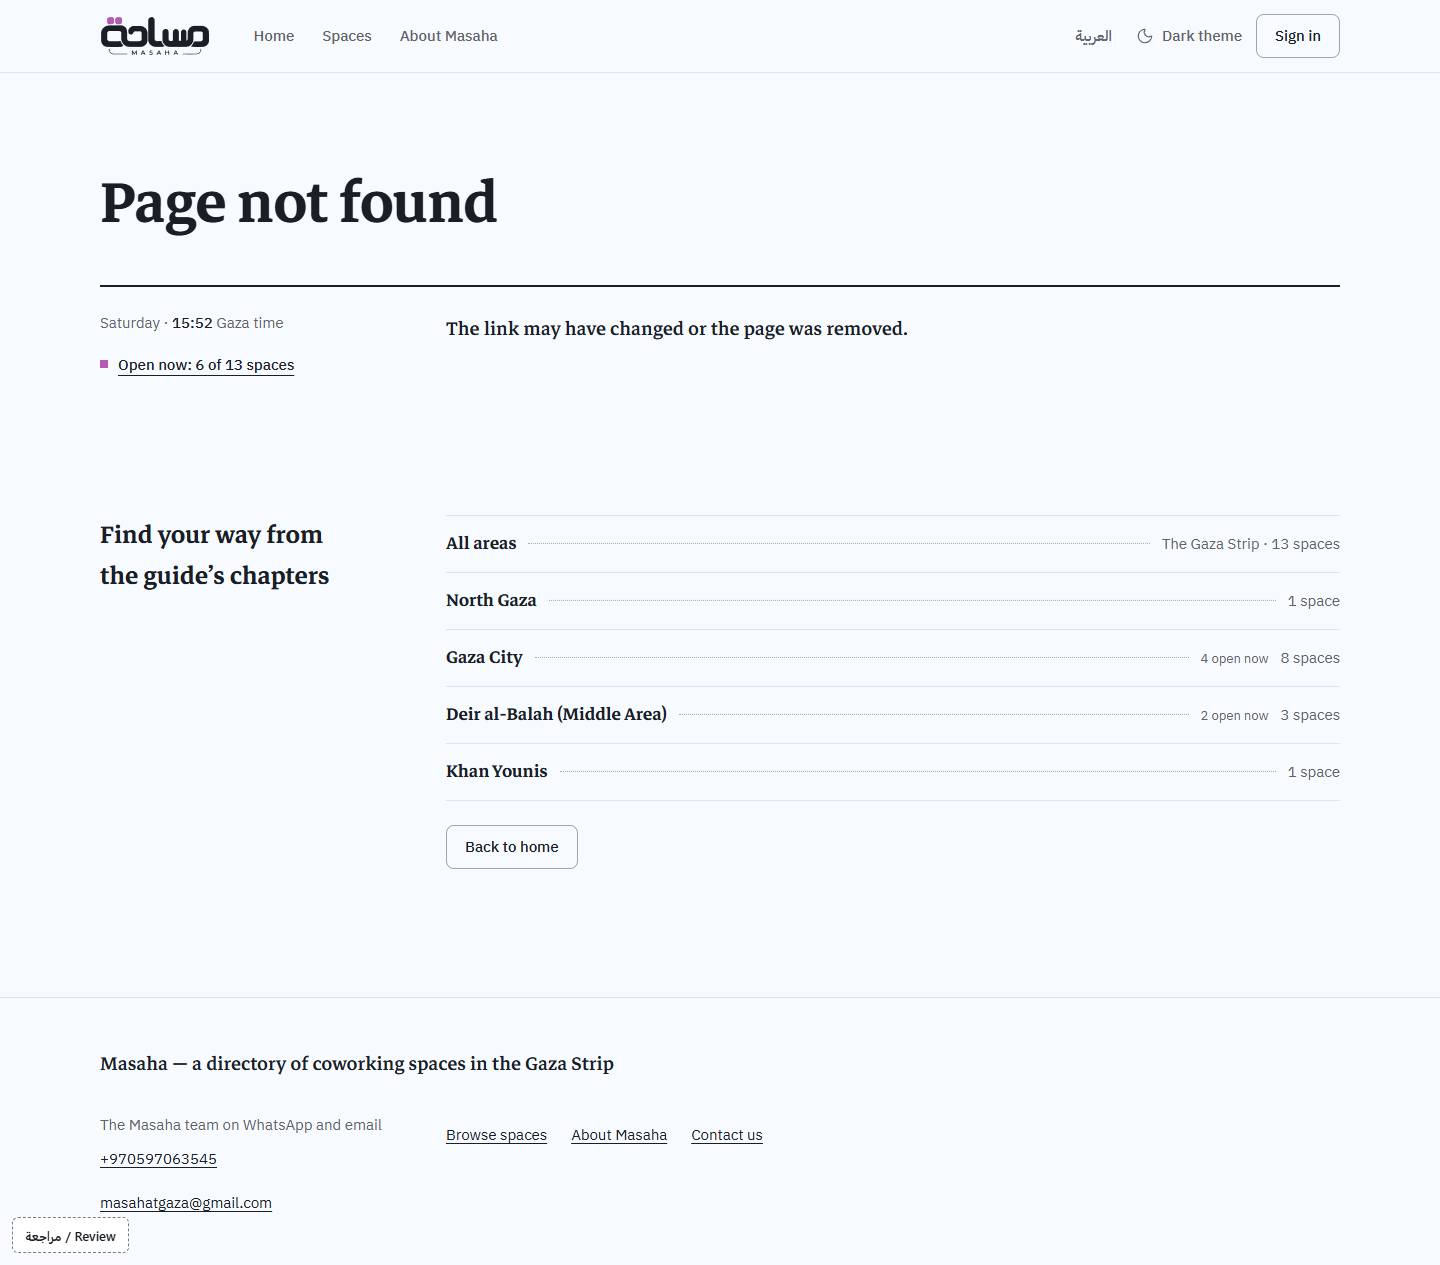 مساحة
MASAHA
Home
Spaces
About Masaha
العربية
Dark theme
Sign in
Page not found
Saturday · 15:52 Gaza time
Open now: 6 of 13 spaces
The link may have changed or the page was removed.
Find your way from
the guide’s chapters
All areas
The Gaza Strip · 13 spaces
North Gaza
1 space
Gaza City
4 open now
8 spaces
Deir al-Balah (Middle Area)
2 open now
3 spaces
Khan Younis
1 space
Back to home
Masaha — a directory of coworking spaces in the Gaza Strip
The Masaha team on WhatsApp and email
+970597063545
masahatgaza@gmail.com
Browse spaces
About Masaha
Contact us
مراجعة / Review